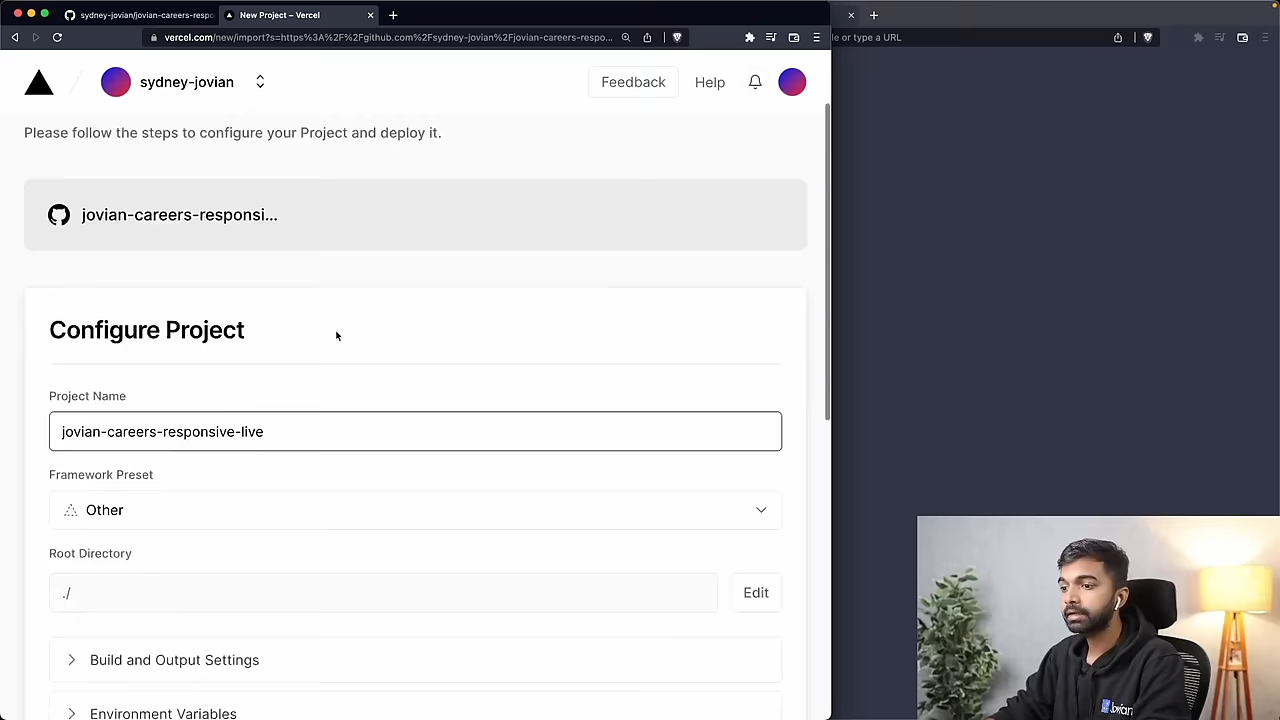 sydney-jovian/jovian-careers-respo
New Project – Vercel
vercel.com/new/import?s=https%3A%2F%2Fgithub.com%2Fsydney-jovian%2Fjovian-careers-respo...
le or type a URL
sydney-jovian
Feedback
Help
Please follow the steps to configure your Project and deploy it.
jovian-careers-responsi...
Configure Project
Project Name
jovian-careers-responsive-live
Framework Preset
Other
Root Directory
./
Edit
Build and Output Settings
Environment Variables
Jovian